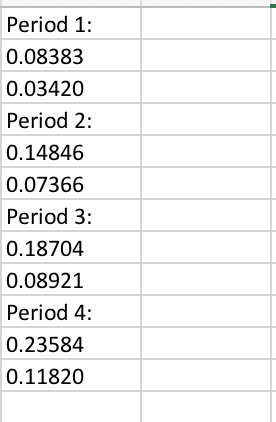 Period 1:
0.08383
0.03420
Period 2:
0.14846
0.07366
Period 3:
0.18704
0.08921
Period 4:
0.23584
0.11820